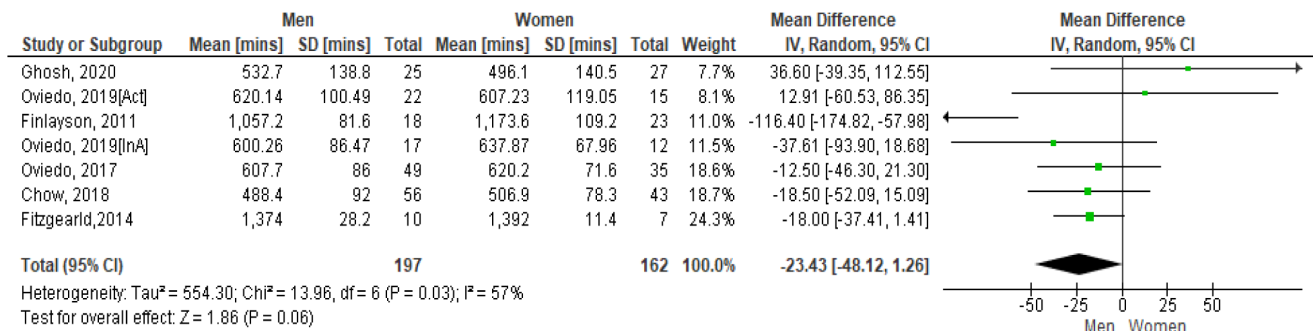 Men Women Mean Difference Mean Difference
Study or Subgroup Mean [mins] SD [mins] Total Mean [mins] SD [mins] Total Weight IV, Random, 95% CI IV, Random, 95% CI
Ghosh, 2020 532.7 138.8 25 496.1 140.5 27 7.7% 36.60 [-39.35, 112.55]
Oviedo, 2019[Act] 620.14 100.49 22 607.23 119.05 15 8.1% 12.91 [-60.53, 86.35]
Finlayson, 2011 1,057.2 81.6 18 1,173.6 109.2 23 11.0% -116.40 [-174.82, -57.98]
Oviedo, 2019[InA] 600.26 86.47 17 637.87 67.96 12 11.5% -37.61 [-93.90, 18.68]
Oviedo, 2017 607.7 86 49 620.2 71.6 35 18.6% -12.50 [-46.30, 21.30]
Chow, 2018 488.4 92 56 506.9 78.3 43 18.7% -18.50 [-52.09, 15.09]
Fitzgearld,2014 1,374 28.2 10 1,392 11.4 7 24.3% -18.00 [-37.41, 1.41]
Total (95% CI) 197 162 100.0% -23.43 [-48.12, 1.26]
Heterogeneity: Tau² = 554.30; Chi² = 13.96, df = 6 (P = 0.03); I² = 57%
Test for overall effect: Z = 1.86 (P = 0.06)
-50 -25 0 25 50
Men Women